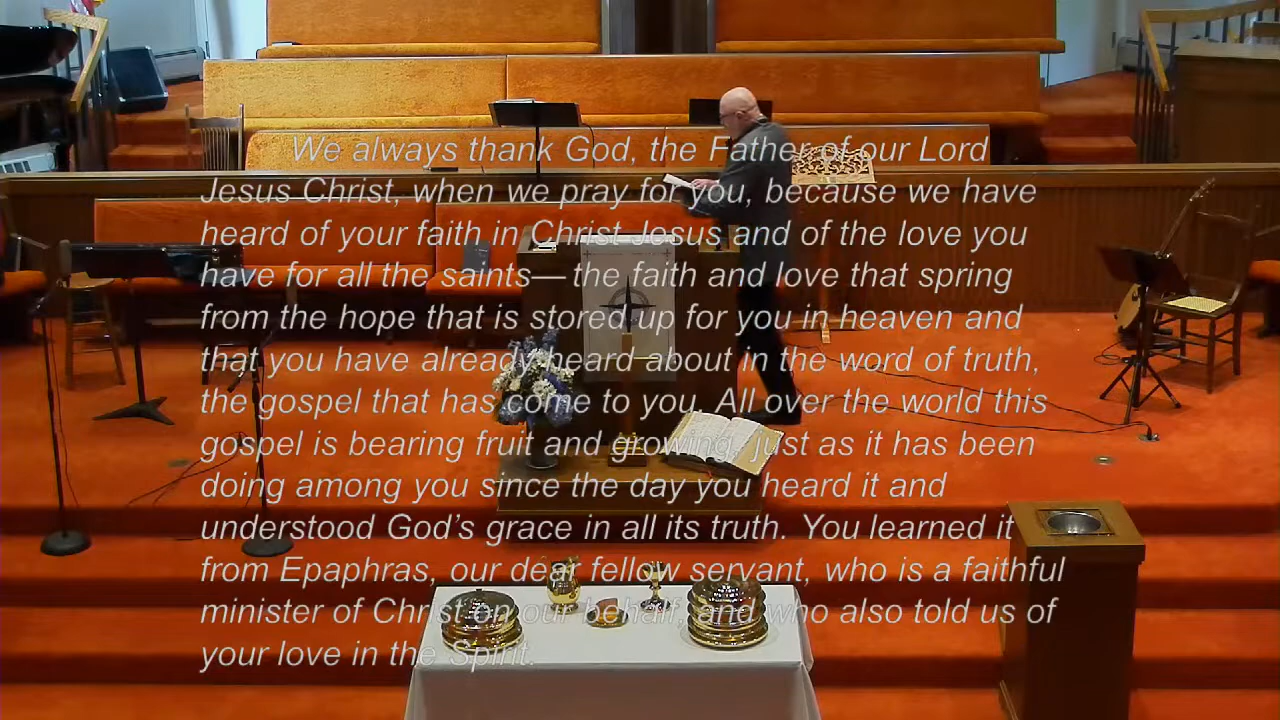 We always thank God, the Father of our Lord
Jesus Christ, when we pray for you, because we have
heard of your faith in Christ Jesus and of the love you
have for all the saints—the faith and love that spring
from the hope that is stored up for you in heaven and
that you have already heard about in the word of truth,
the gospel that has come to you. All over the world this
gospel is bearing fruit and growing, just as it has been
doing among you since the day you heard it and
understood God’s grace in all its truth. You learned it
from Epaphras, our dear fellow servant, who is a faithful
minister of Christ on our behalf, and who also told us of
your love in the Spirit.